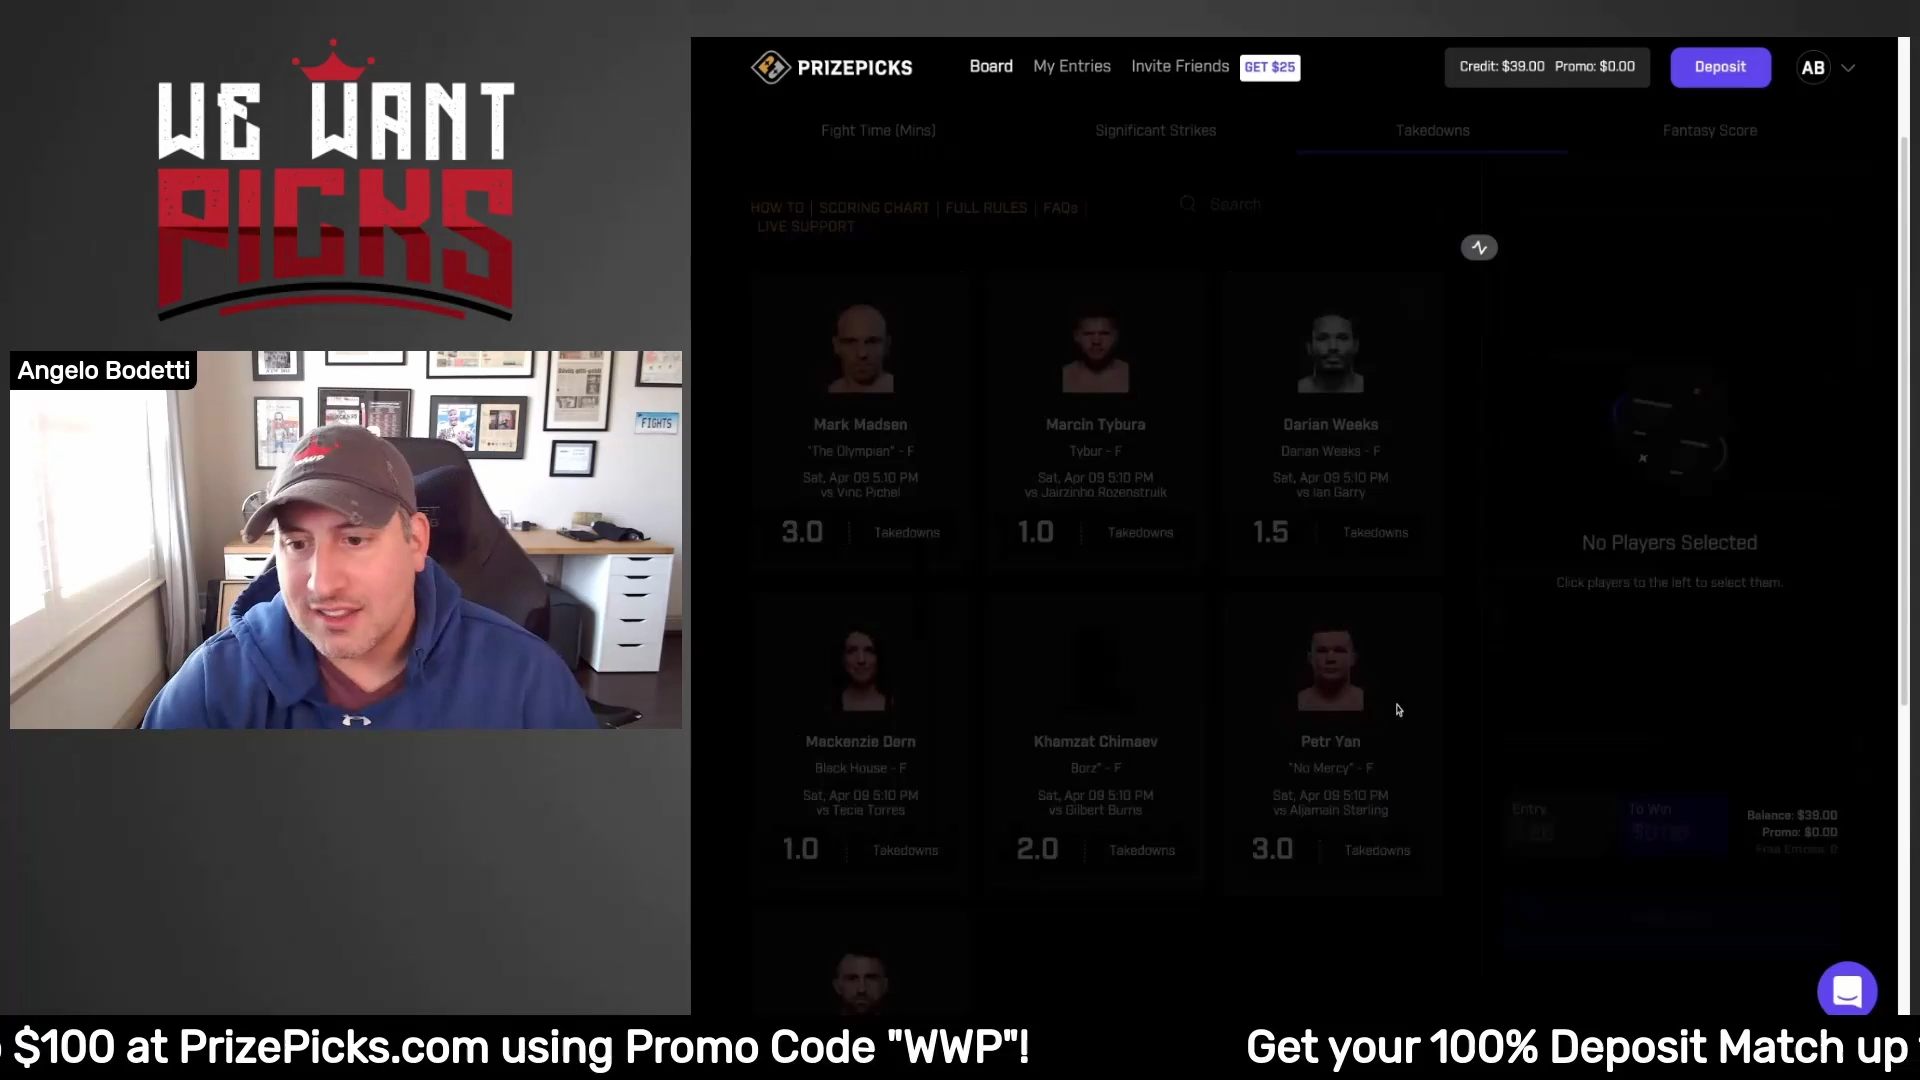 WE WANT
PICKS
Angelo Bodetti
FIGHTS
PRIZEPICKS
Board
My Entries
Invite Friends
GET $25
Credit: $39.00 Promo: $0.00
Deposit
AB
Fight Time (Mins)
Significant Strikes
Takedowns
Fantasy Score
HOW TO | SCORING CHART | FULL RULES | FAQs |
LIVE SUPPORT
Search
Mark Madsen
"The Olympian" - F
Sat, Apr 09 5:10 PM
vs Vinc Pichel
3.0 Takedowns
Marcin Tybura
Tybur - F
Sat, Apr 09 5:10 PM
vs Jairzinho Rozenstruik
1.0 Takedowns
Darian Weeks
Darian Weeks - F
Sat, Apr 09 5:10 PM
vs Ian Garry
1.5 Takedowns
Mackenzie Dern
Black House - F
Sat, Apr 09 5:10 PM
vs Tecia Torres
1.0 Takedowns
Khamzat Chimaev
Borz" - F
Sat, Apr 09 5:10 PM
vs Gilbert Burns
2.0 Takedowns
Petr Yan
"No Mercy" - F
Sat, Apr 09 5:10 PM
vs Aljamain Sterling
3.0 Takedowns
No Players Selected
Click players to the left to select them.
Entry
To Win
Balance: $39.00
Promo: $0.00
Free Entries: 0
$100 at PrizePicks.com using Promo Code "WWP"!
Get your 100% Deposit Match up